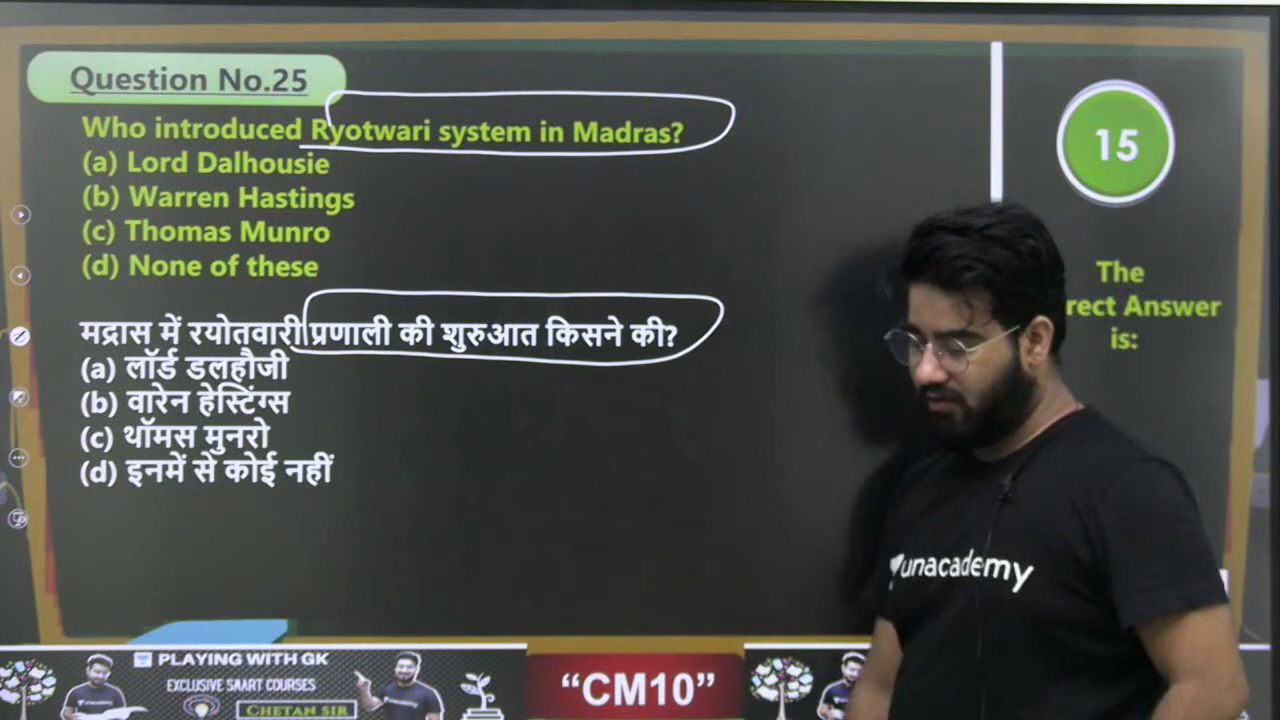 Question No.25
Who introduced Ryotwari system in Madras?
(a) Lord Dalhousie
(b) Warren Hastings
(c) Thomas Munro
(d) None of these
मद्रास में रयोतवारी प्रणाली की शुरुआत किसने की?
(a) लॉर्ड डलहौजी
(b) वारेन हेस्टिंग्स
(c) थॉमस मुनरो
(d) इनमें से कोई नहीं
15
The
rrect Answer
is:
unacademy
PLAYING WITH GK
EXCLUSIVE SMART COURSES
CHETAN SIR
“CM10”